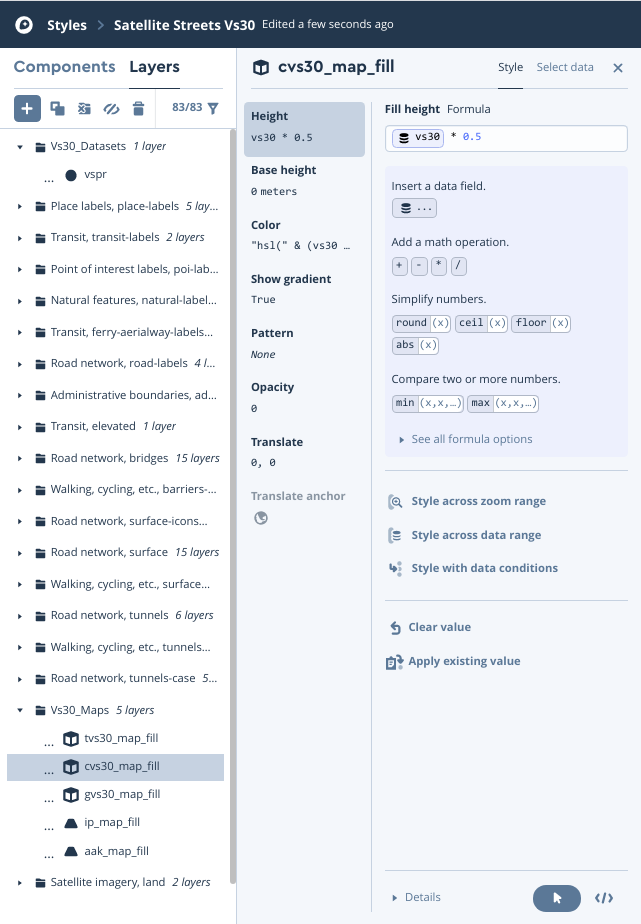 Styles > Satellite Streets Vs30 Edited a few seconds ago
Components Layers
83/83
Vs30_Datasets 1 layer
... vspr
Place labels, place-labels 5 lay...
Transit, transit-labels 2 layers
Point of interest labels, poi-lab...
Natural features, natural-label...
Transit, ferry-aerialway-labels...
Road network, road-labels 4 l...
Administrative boundaries, ad...
Transit, elevated 1 layer
Road network, bridges 15 layers
Walking, cycling, etc., barriers-...
Road network, surface-icons...
Road network, surface 15 layers
Walking, cycling, etc., surface...
Road network, tunnels 6 layers
Walking, cycling, etc., tunnels...
Road network, tunnels-case 5...
Vs30_Maps 5 layers
... tvs30_map_fill
... cvs30_map_fill
... gvs30_map_fill
... ip_map_fill
... aak_map_fill
Satellite imagery, land 2 layers
cvs30_map_fill
Style Select data ×
Height
vs30 * 0.5
Base height
0 meters
Color
"hsl(" & (vs30 …
Show gradient
True
Pattern
None
Opacity
0
Translate
0, 0
Translate anchor
Fill height Formula
vs30 * 0.5
Insert a data field.
...
Add a math operation.
+ - * /
Simplify numbers.
round (x) ceil (x) floor (x)
abs (x)
Compare two or more numbers.
min (x,x,…) max (x,x,…)
See all formula options
Style across zoom range
Style across data range
Style with data conditions
Clear value
Apply existing value
Details
</>